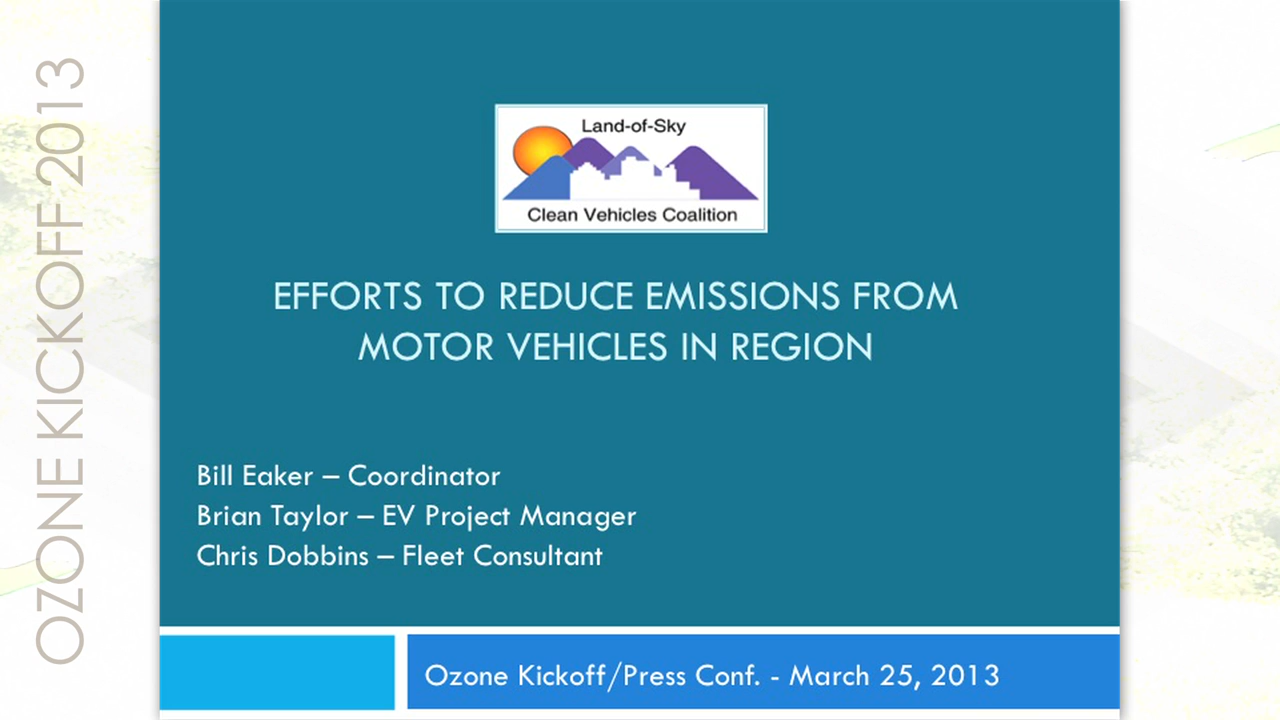 OZONE KICKOFF 2013
Land-of-Sky
Clean Vehicles Coalition
EFFORTS TO REDUCE EMISSIONS FROM
MOTOR VEHICLES IN REGION
Bill Eaker – Coordinator
Brian Taylor – EV Project Manager
Chris Dobbins – Fleet Consultant
Ozone Kickoff/Press Conf. - March 25, 2013